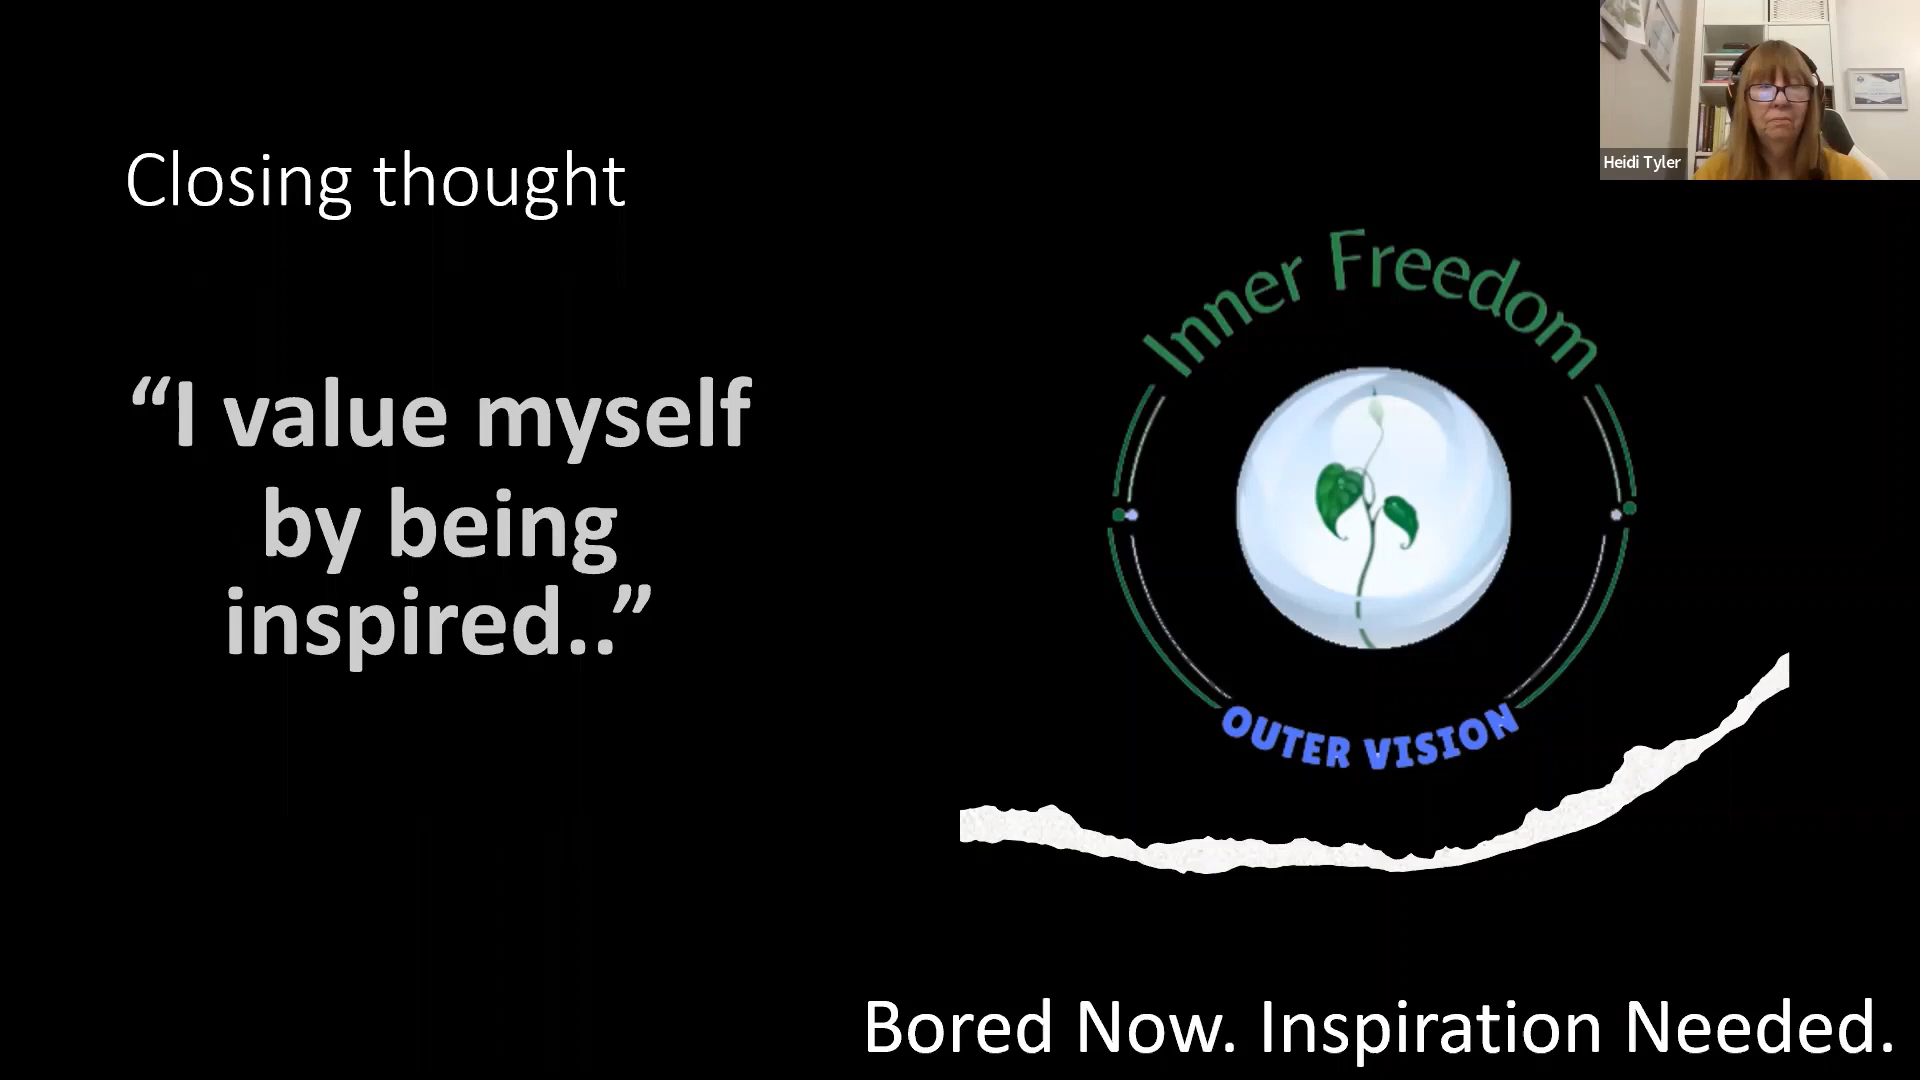 Heidi Tyler
Closing thought
“I value myself
by being
inspired..”
Inner Freedom
OUTER VISION
Bored Now. Inspiration Needed.